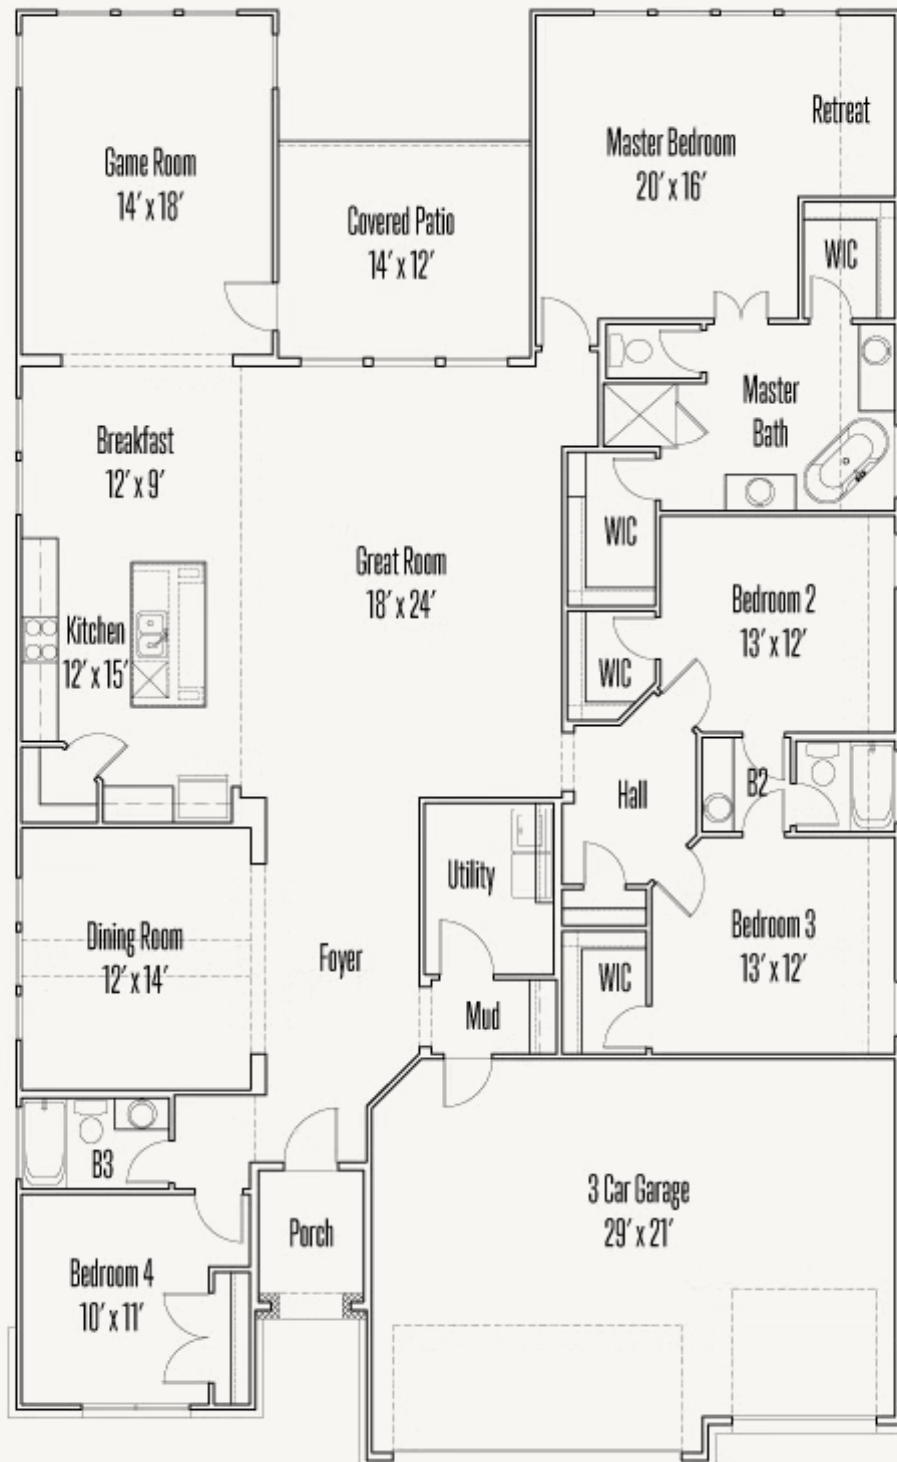 Game Room
14' x 18'
Covered Patio
14' x 12'
Master Bedroom
20' x 16'
Retreat
WIC
Master
Bath
Breakfast
12' x 9'
Great Room
18' x 24'
WIC
Kitchen
12' x 15'
Bedroom 2
13' x 12'
WIC
Hall
B2
Utility
Dining Room
12' x 14'
Foyer
Bedroom 3
13' x 12'
WIC
Mud
B3
3 Car Garage
29' x 21'
Porch
Bedroom 4
10' x 11'